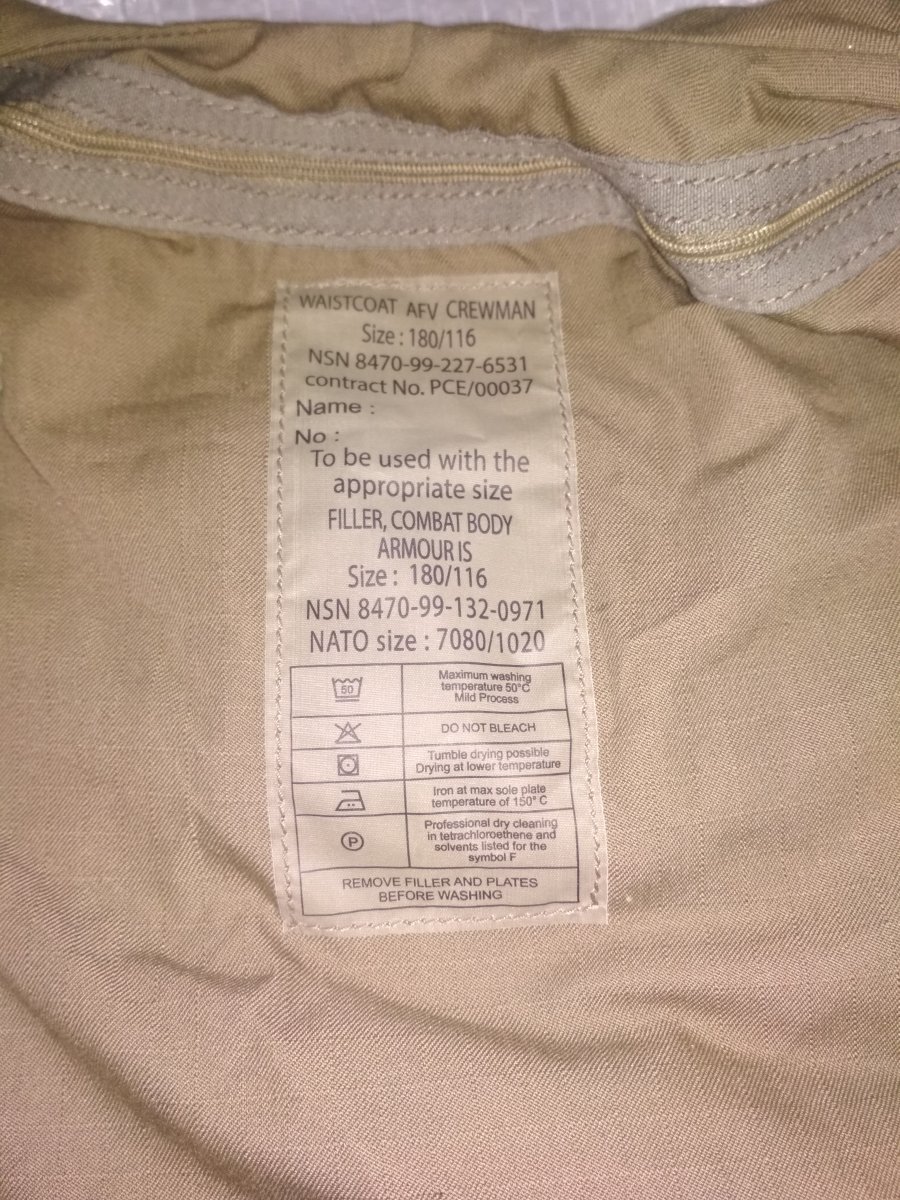 WAISTCOAT AFV CREWMAN
Size : 180/116
NSN 8470-99-227-6531
contract No. PCE/00037
Name :
No :
To be used with the
appropriate size
FILLER, COMBAT BODY
ARMOUR IS
Size : 180/116
NSN 8470-99-132-0971
NATO size : 7080/1020
50
Maximum washing
temperature 50°C
Mild Process
DO NOT BLEACH
Tumble drying possible
Drying at lower temperature
Iron at max sole plate
temperature of 150° C
P
Professional dry cleaning
in tetrachloroethene and
solvents listed for the
symbol F
REMOVE FILLER AND PLATES
BEFORE WASHING